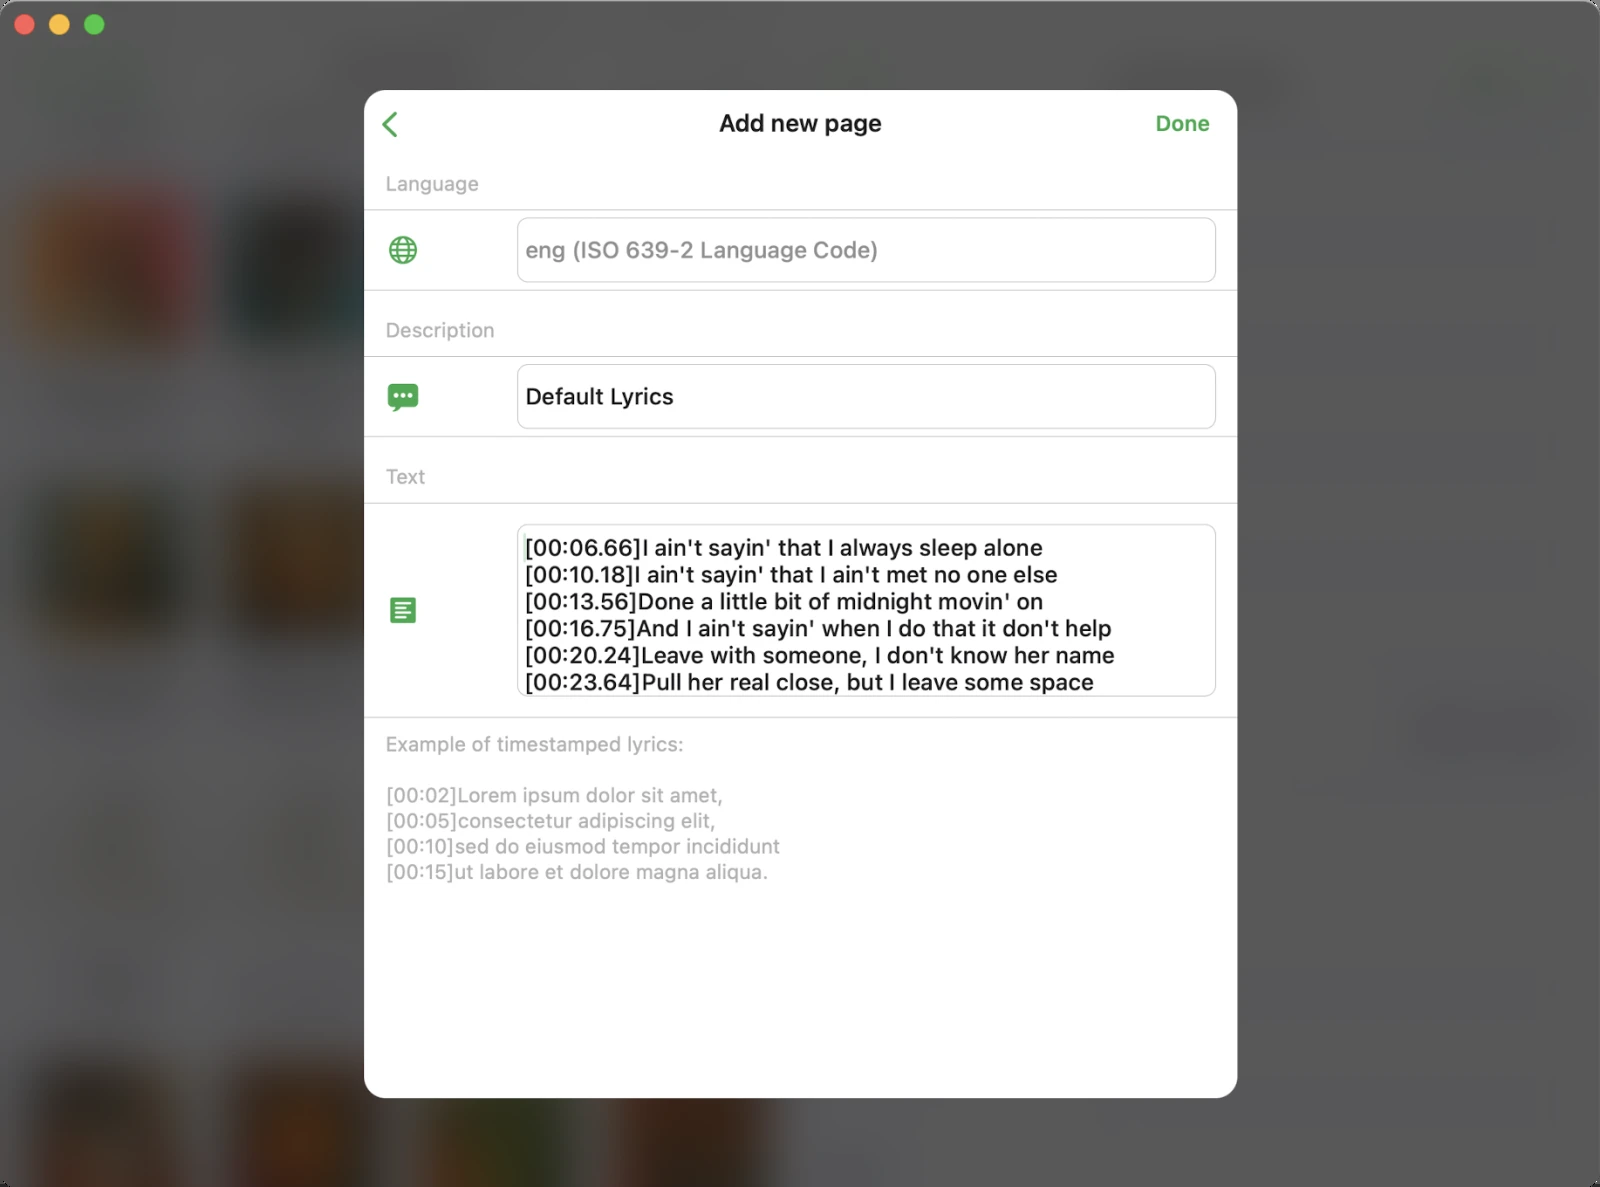 Add new page
Done
Language
eng (ISO 639-2 Language Code)
Description
Default Lyrics
Text
[00:06.66]I ain't sayin' that I always sleep alone
[00:10.18]I ain't sayin' that I ain't met no one else
[00:13.56]Done a little bit of midnight movin' on
[00:16.75]And I ain't sayin' when I do that it don't help
[00:20.24]Leave with someone, I don't know her name
[00:23.64]Pull her real close, but I leave some space
Example of timestamped lyrics:
[00:02]Lorem ipsum dolor sit amet,
[00:05]consectetur adipiscing elit,
[00:10]sed do eiusmod tempor incididunt
[00:15]ut labore et dolore magna aliqua.